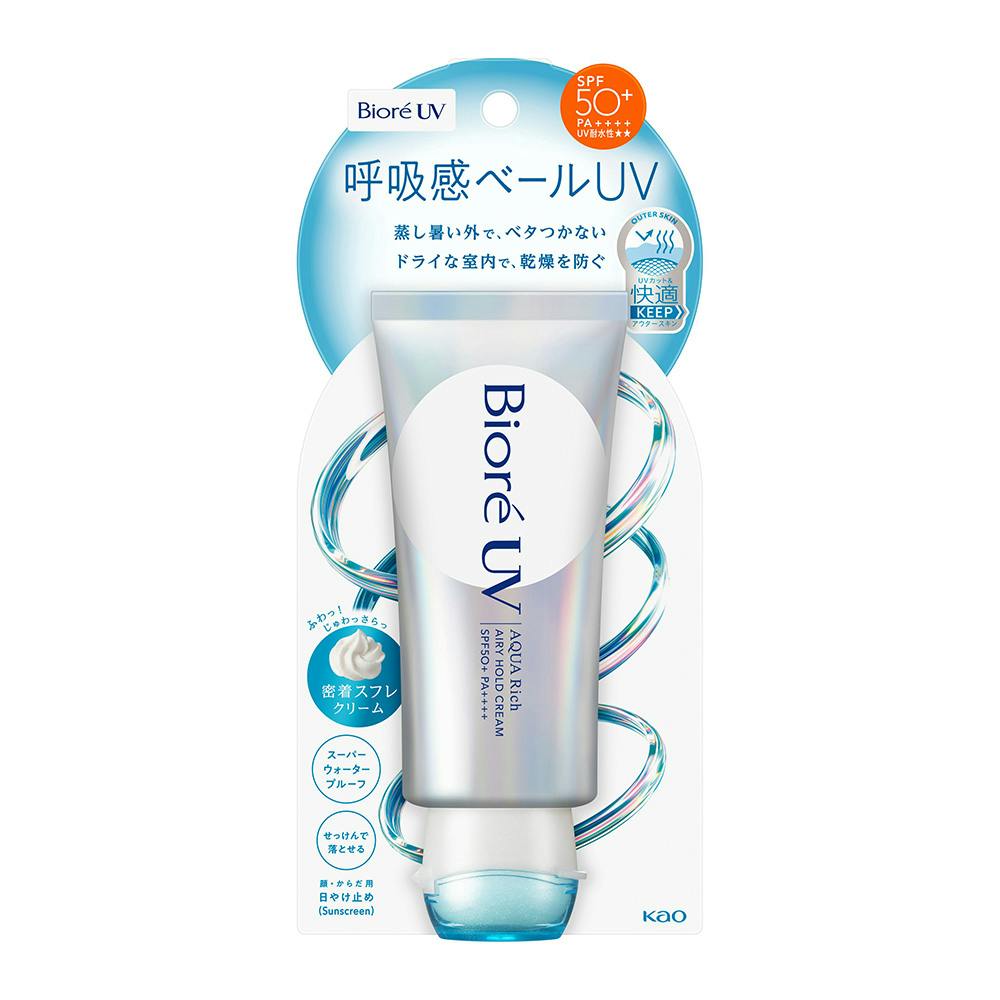 Bioré UV
SPF
50+
PA++++
UV耐水性★★
呼吸感ベールUV
蒸し暑い外で、ベタつかない
ドライな室内で、乾燥を防ぐ
OUTER SKIN
UVカット&
快適
KEEP
アウタースキン
Bioré UV
AQUA Rich
AIRY HOLD CREAM
SPF50+ PA++++
ふわっ!
じゅわっさらっ
密着スフレ
クリーム
スーパー
ウォーター
プルーフ
せっけんで
落とせる
顔・からだ用
日やけ止め
(Sunscreen)
Kao